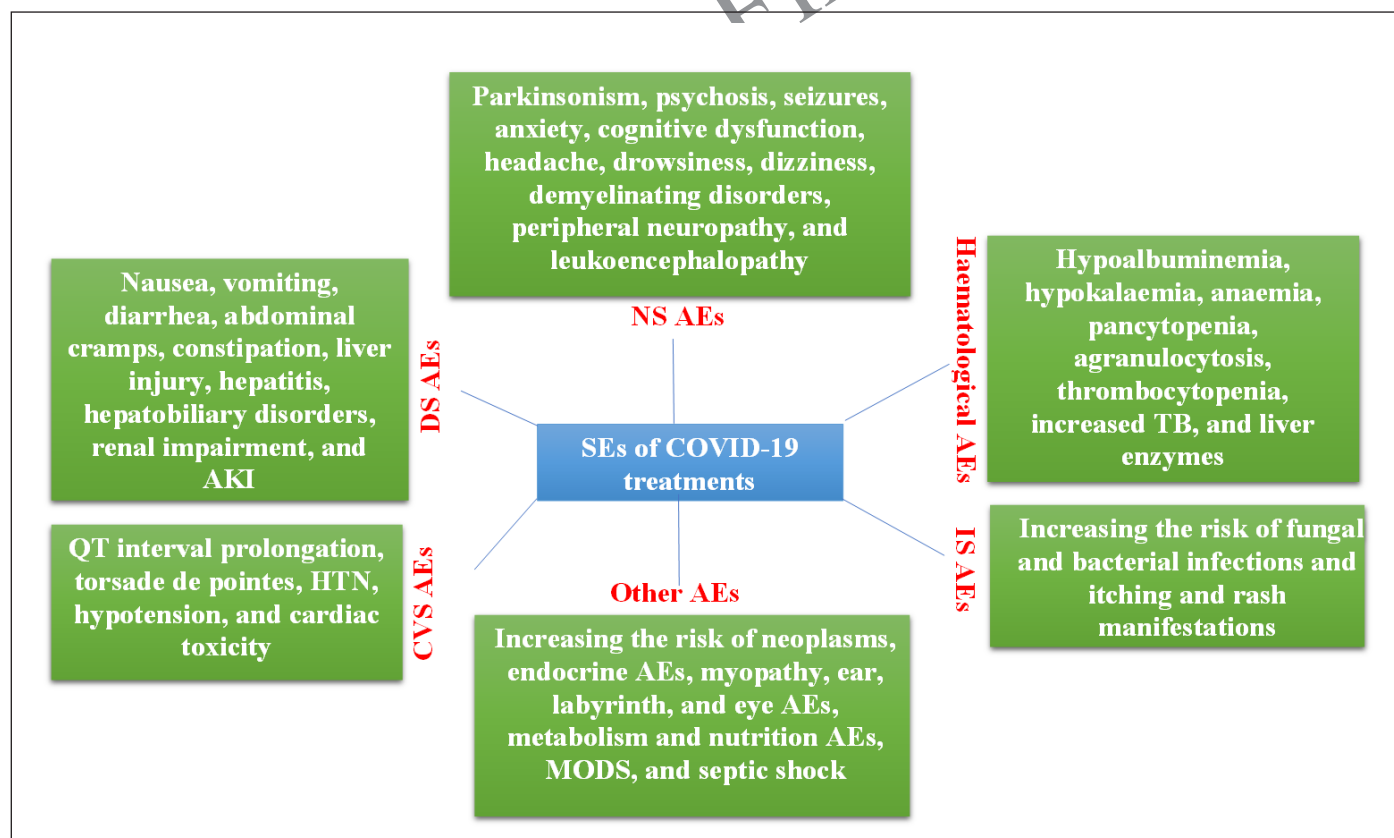 Parkinsonism, psychosis, seizures,
anxiety, cognitive dysfunction,
headache, drowsiness, dizziness,
demyelinating disorders,
peripheral neuropathy, and
leukoencephalopathy
NS AEs
Nausea, vomiting,
diarrhea, abdominal
cramps, constipation, liver
injury, hepatitis,
hepatobiliary disorders,
renal impairment, and
AKI
DS AEs
Haematological AEs
Hypoalbuminemia,
hypokalaemia, anaemia,
pancytopenia,
agranulocytosis,
thrombocytopenia,
increased TB, and liver
enzymes
SEs of COVID-19
treatments
QT interval prolongation,
torsade de pointes, HTN,
hypotension, and cardiac
toxicity
CVS AEs
IS AEs
Increasing the risk of fungal
and bacterial infections and
itching and rash
manifestations
Other AEs
Increasing the risk of neoplasms,
endocrine AEs, myopathy, ear,
labyrinth, and eye AEs,
metabolism and nutrition AEs,
MODS, and septic shock